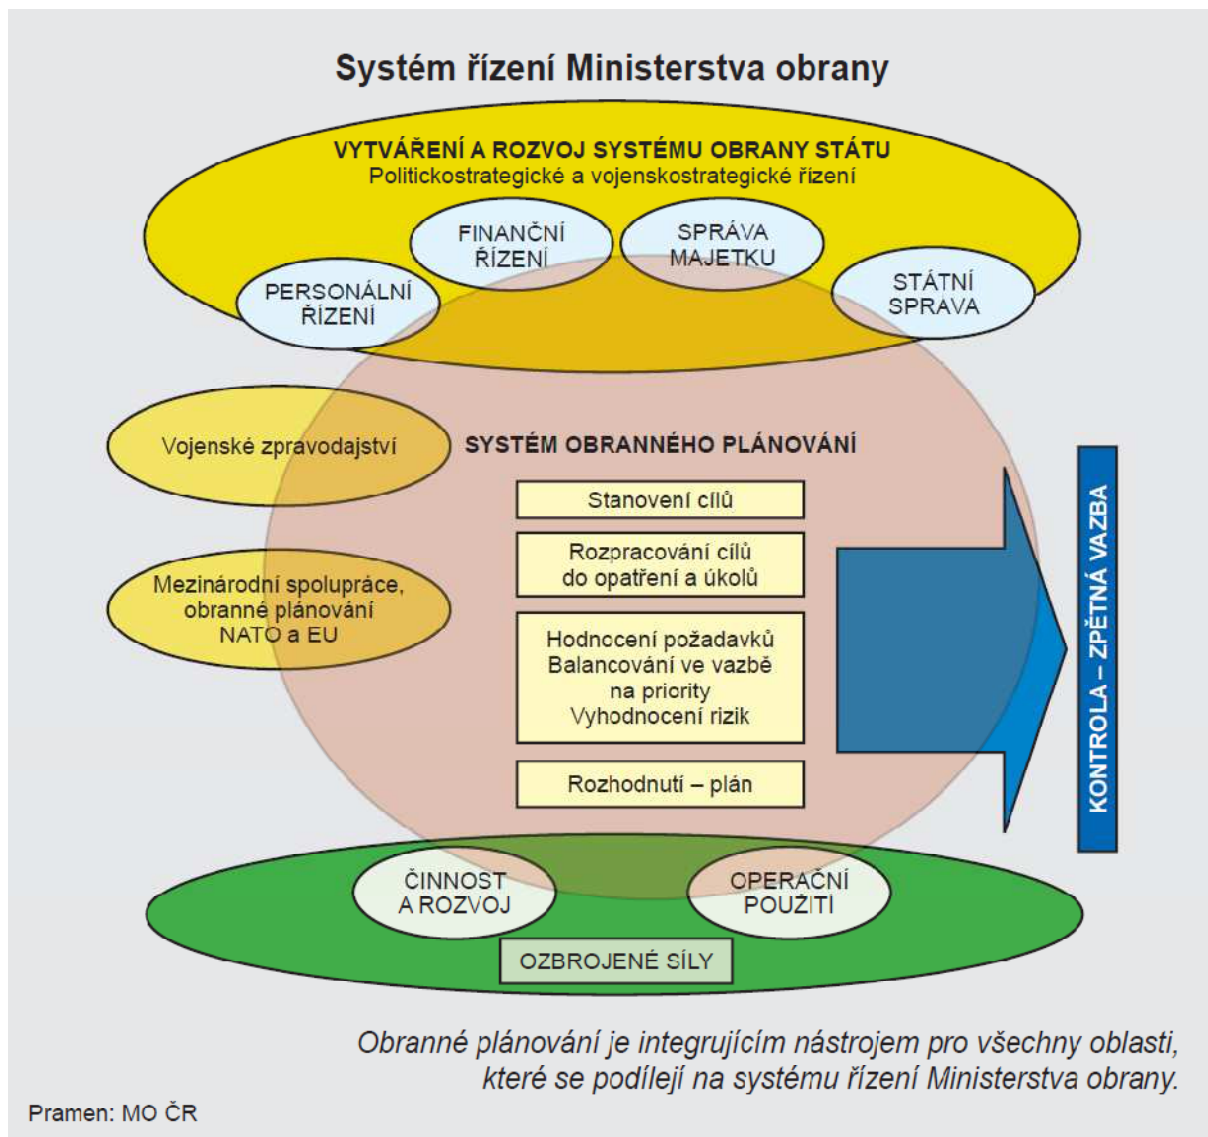 Systém řízení Ministerstva obrany
VYTVÁŘENÍ A ROZVOJ SYSTÉMU OBRANY STÁTU
Politickostrategické a vojenskostrategické řízení
FINANČNÍ
ŘÍZENÍ
SPRÁVA
MAJETKU
PERSONÁLNÍ
ŘÍZENÍ
STÁTNÍ
SPRÁVA
Vojenské zpravodajství
SYSTÉM OBRANNÉHO PLÁNOVÁNÍ
Stanovení cílů
Rozpracování cílů
do opatření a úkolů
Mezinárodní spolupráce,
obranné plánování
NATO a EU
Hodnocení požadavků
Balancování ve vazbě
na priority
Vyhodnocení rizik
Rozhodnutí – plán
KONTROLA – ZPĚTNÁ VAZBA
ČINNOST
A ROZVOJ
OPERAČNÍ
POUŽITÍ
OZBROJENÉ SÍLY
Obranné plánování je integrujícím nástrojem pro všechny oblasti,
které se podílejí na systému řízení Ministerstva obrany.
Pramen: MO ČR